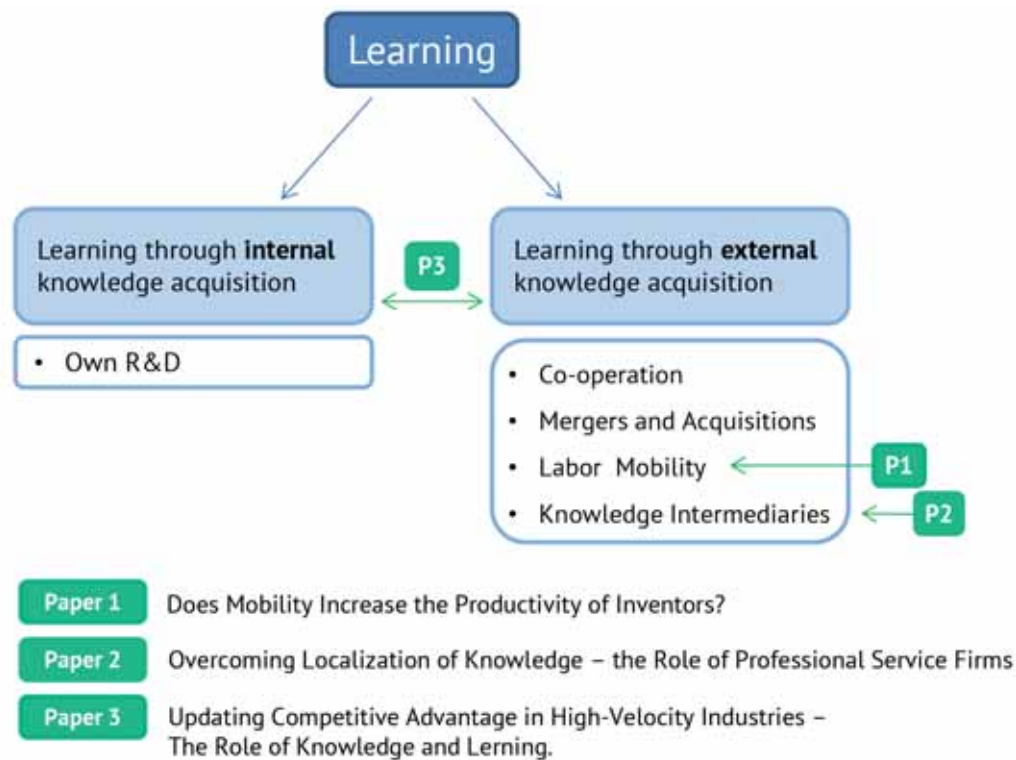 Learning
Learning through internal
knowledge acquisition
P3
Learning through external
knowledge acquisition
• Own R&D
• Co-operation
• Mergers and Acquisitions
• Labor Mobility
P1
• Knowledge Intermediaries
P2
Paper 1 Does Mobility Increase the Productivity of Inventors?
Paper 2 Overcoming Localization of Knowledge – the Role of Professional Service Firms
Paper 3 Updating Competitive Advantage in High-Velocity Industries –
The Role of Knowledge and Lerning.